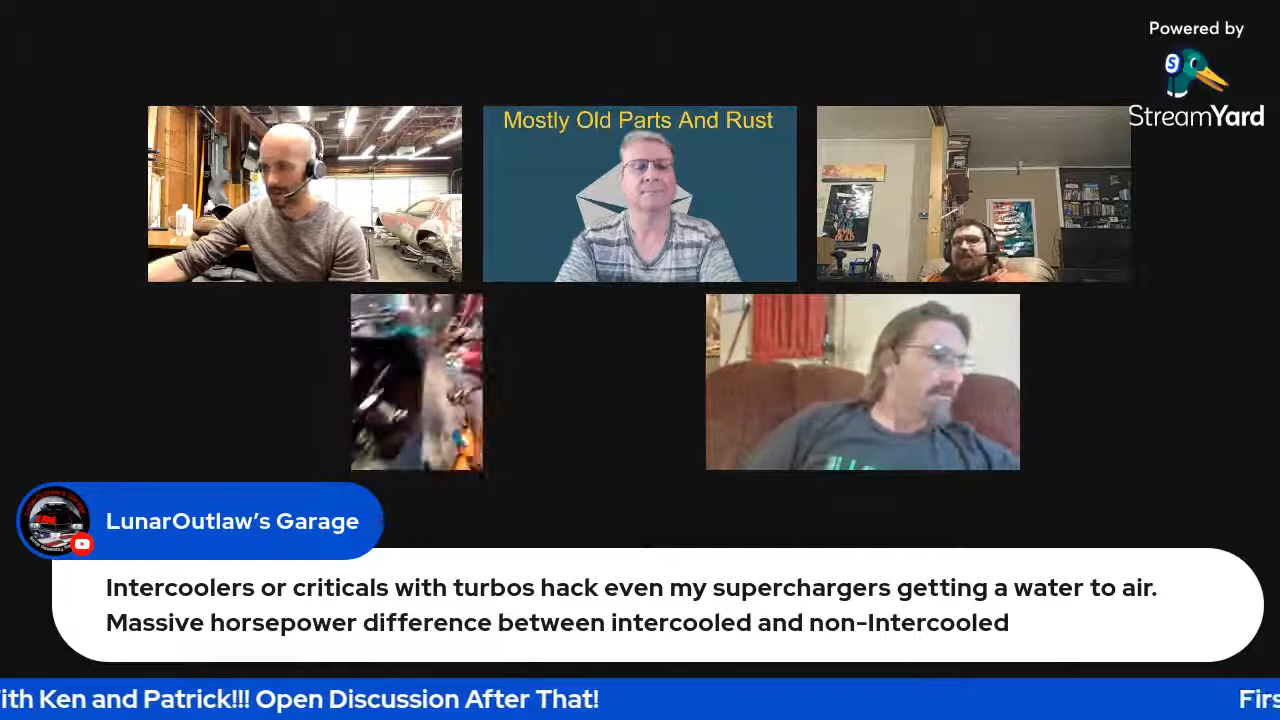 Powered by
StreamYard
Mostly Old Parts And Rust
EVIL
DEAD
LunarOutlaw's Garage
Intercoolers or criticals with turbos hack even my superchargers getting a water to air.
Massive horsepower difference between intercooled and non-Intercooled
ith Ken and Patrick!!! Open Discussion After That!
Firs